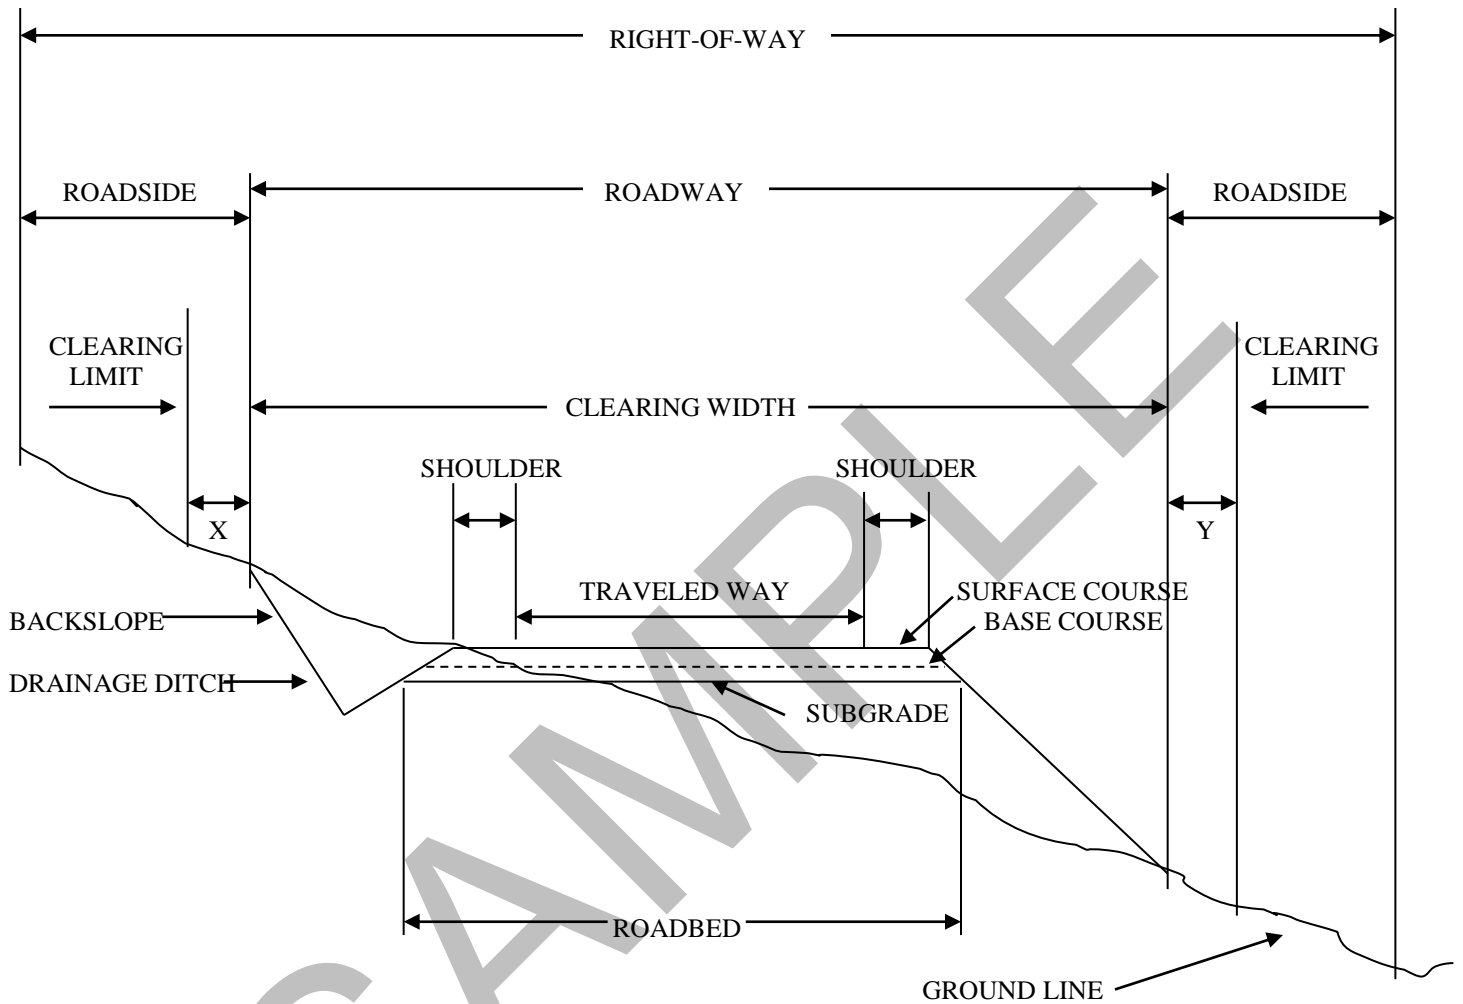 RIGHT-OF-WAY
ROADSIDE
ROADWAY
ROADSIDE
CLEARING
LIMIT
CLEARING WIDTH
CLEARING
LIMIT
SHOULDER
SHOULDER
X
Y
TRAVELED WAY
SURFACE COURSE
BASE COURSE
BACKSLOPE
DRAINAGE DITCH
SUBGRADE
ROADBED
GROUND LINE
SAMPLE